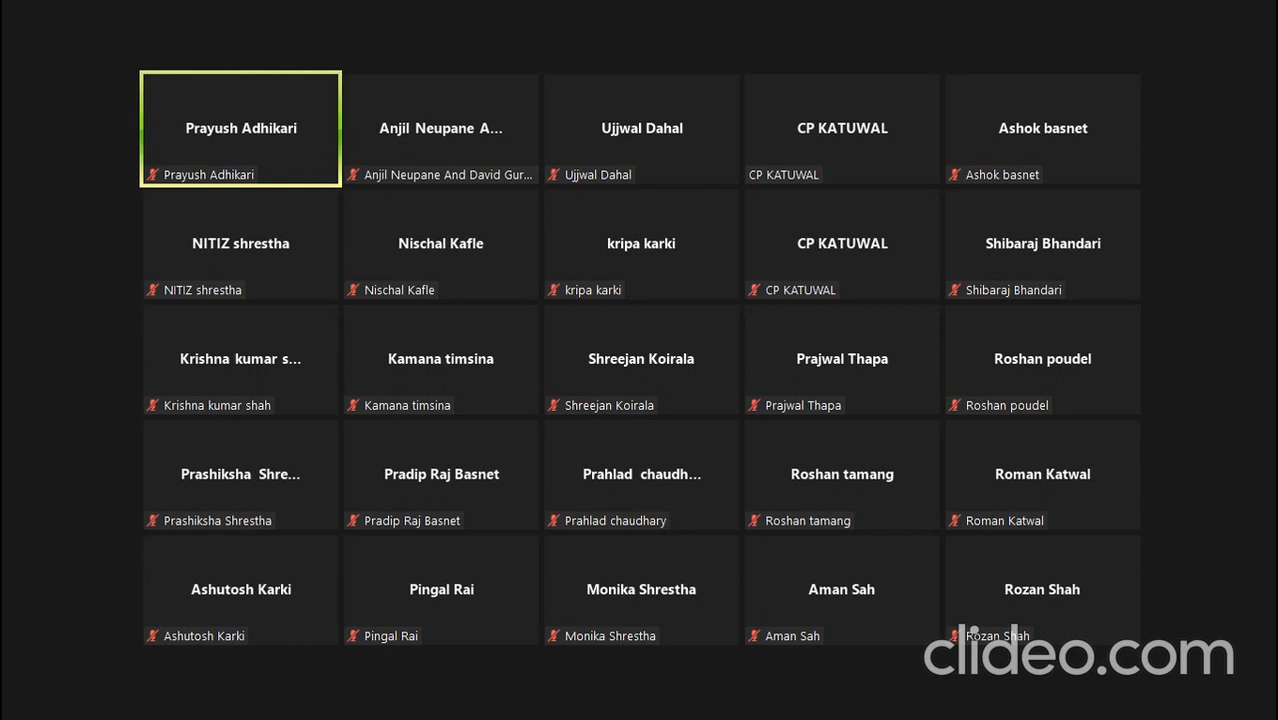 Prayush Adhikari
Prayush Adhikari
Anjil Neupane A...
Anjil Neupane And David Gur...
Ujjwal Dahal
Ujjwal Dahal
CP KATUWAL
CP KATUWAL
Ashok basnet
Ashok basnet
NITIZ shrestha
NITIZ shrestha
Nischal Kafle
Nischal Kafle
kripa karki
kripa karki
CP KATUWAL
CP KATUWAL
Shibaraj Bhandari
Shibaraj Bhandari
Krishna kumar s...
Krishna kumar shah
Kamana timsina
Kamana timsina
Shreejan Koirala
Shreejan Koirala
Prajwal Thapa
Prajwal Thapa
Roshan poudel
Roshan poudel
Prashiksha Shre...
Prashiksha Shrestha
Pradip Raj Basnet
Pradip Raj Basnet
Prahlad chaudh...
Prahlad chaudhary
Roshan tamang
Roshan tamang
Roman Katwal
Roman Katwal
Ashutosh Karki
Ashutosh Karki
Pingal Rai
Pingal Rai
Monika Shrestha
Monika Shrestha
Aman Sah
Aman Sah
Rozan Shah
Rozan Shah
clideo.com